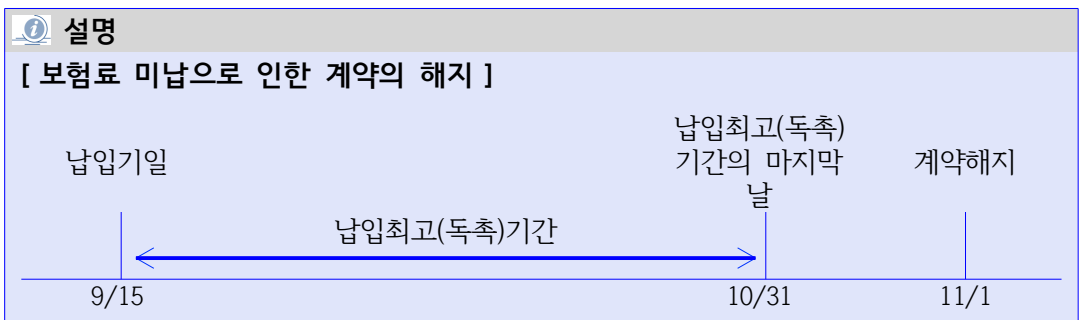 설명
[ 보험료 미납으로 인한 계약의 해지 ]
납입기일
납입최고(독촉)
기간의 마지막
날
계약해지
납입최고(독촉)기간
9/15
10/31
11/1